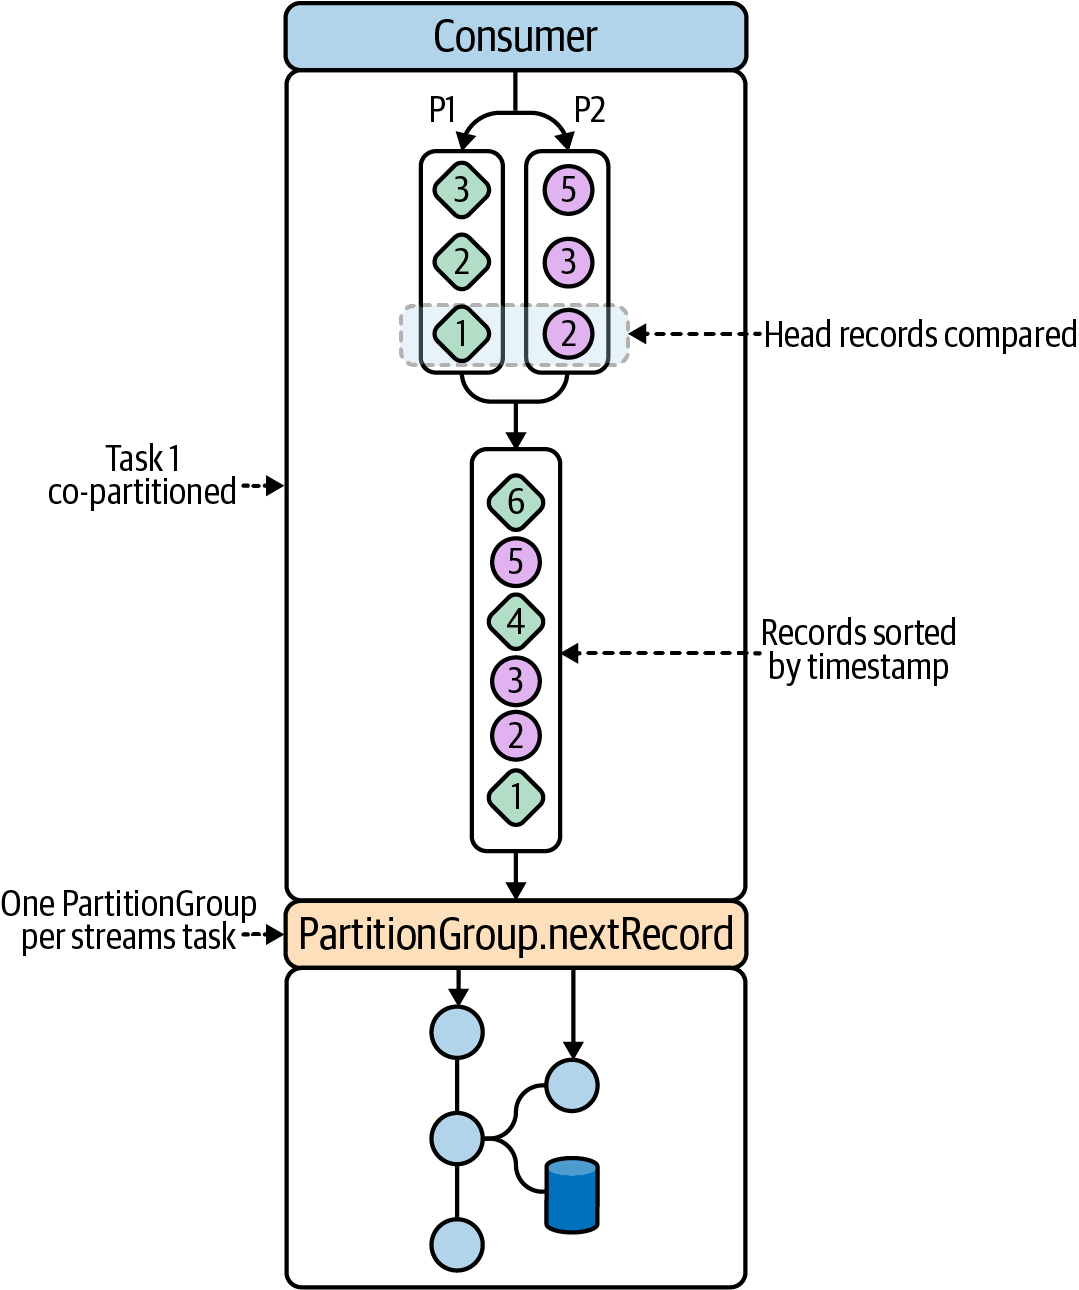 Consumer
P1 P2
3 5
2 3
1 2
Head records compared
Task 1
co-partitioned
6
5
4
3
2
1
Records sorted
by timestamp
One PartitionGroup
per streams task
PartitionGroup.nextRecord